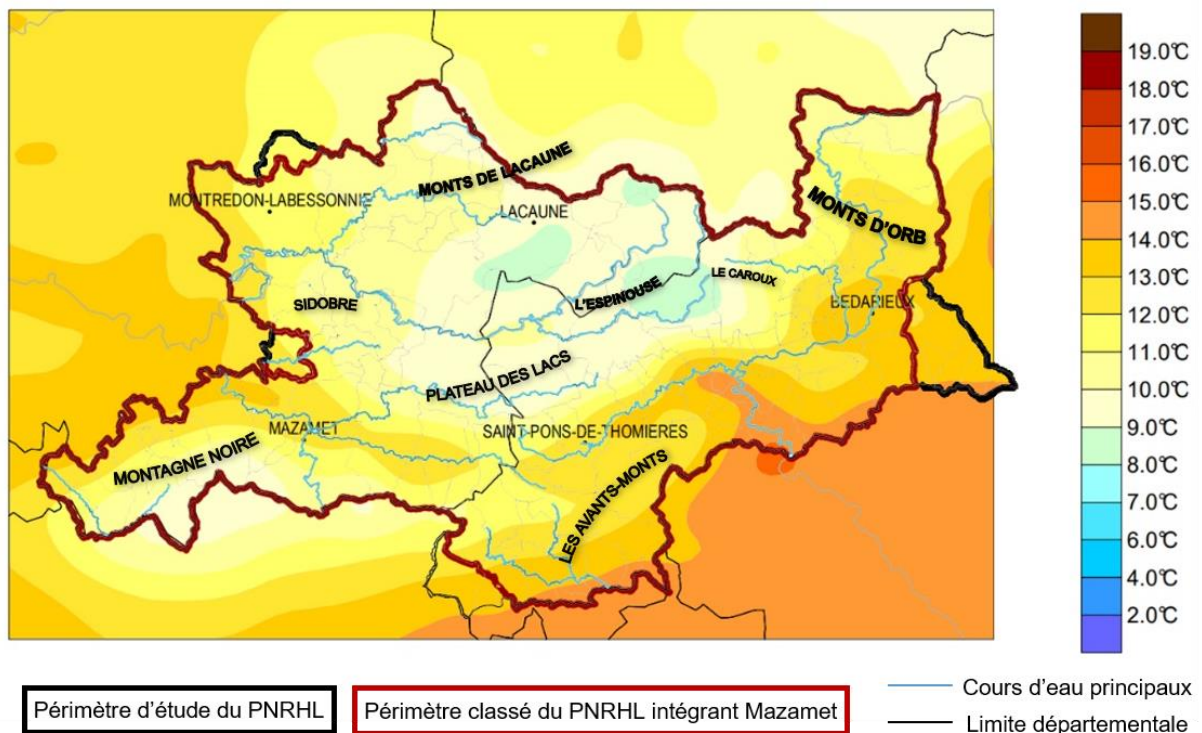 MONTS DE LACAUNE
MONTREDON-LABESSONNIE
LACAUNE
MONTS D'ORB
SIDOBRE
L'ESPINOUSE
LE CAROUX
BEDARIEUX
PLATEAU DES LACS
MAZAMET
SAINT-PONS-DE-THOMIERES
MONTAGNE NOIRE
LES AVANTS-MONTS
19.0°C
18.0°C
17.0°C
16.0°C
15.0°C
14.0°C
13.0°C
12.0°C
11.0°C
10.0°C
9.0°C
8.0°C
7.0°C
6.0°C
5.0°C
4.0°C
2.0°C
Périmètre d'étude du PNRHL
Périmètre classé du PNRHL intégrant Mazamet
Cours d'eau principaux
Limite départementale